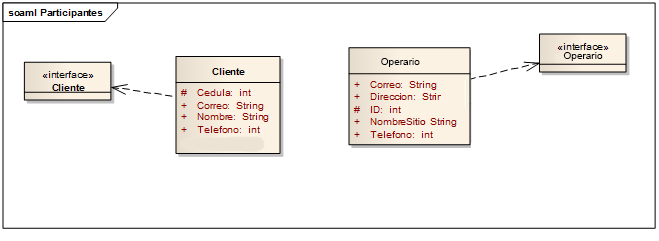 soaml Participantes
«interface»
Cliente
Cliente
# Cedula: int
+ Correo: String
+ Nombre: String
+ Telefono: int
Operario
+ Correo: String
+ Direccion: Strir
# ID: int
+ NombreSitio String
+ Telefono: int
«interface»
Operario